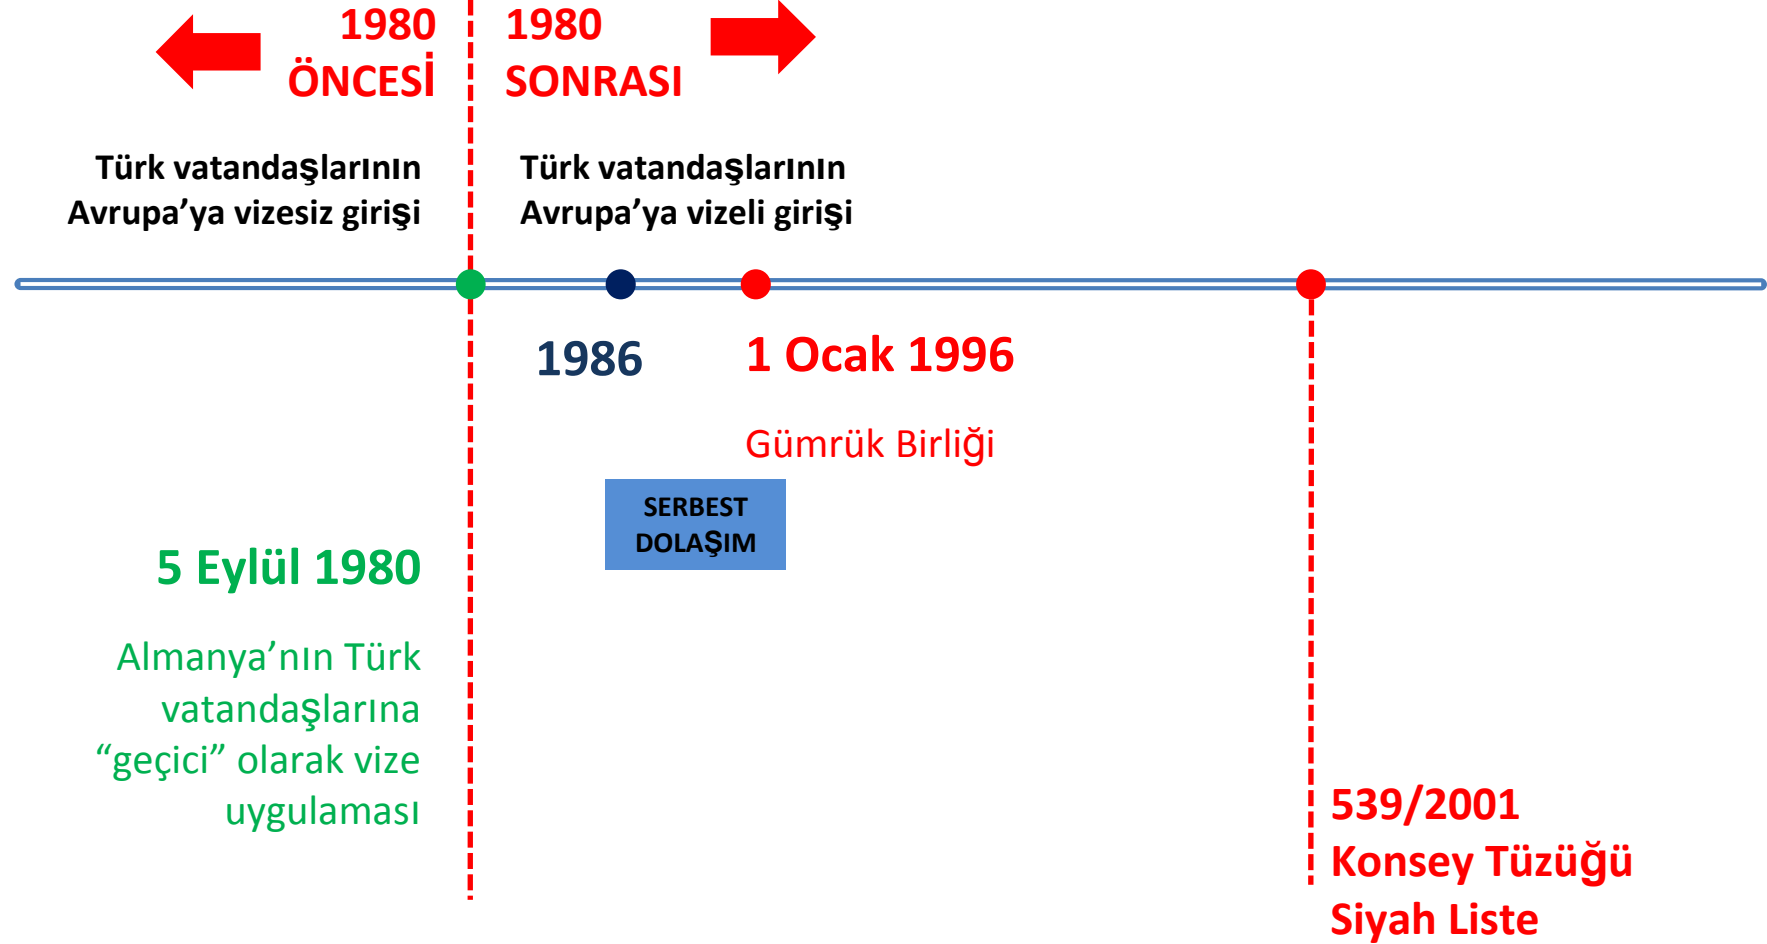 1980
ÖNCESİ
1980
SONRASI
Türk vatandaşlarının
Avrupa’ya vizesiz girişi
Türk vatandaşlarının
Avrupa’ya vizeli girişi
1986
1 Ocak 1996
Gümrük Birliği
SERBEST
DOLAŞIM
5 Eylül 1980
Almanya’nın Türk
vatandaşlarına
“geçici” olarak vize
uygulaması
539/2001
Konsey Tüzüğü
Siyah Liste